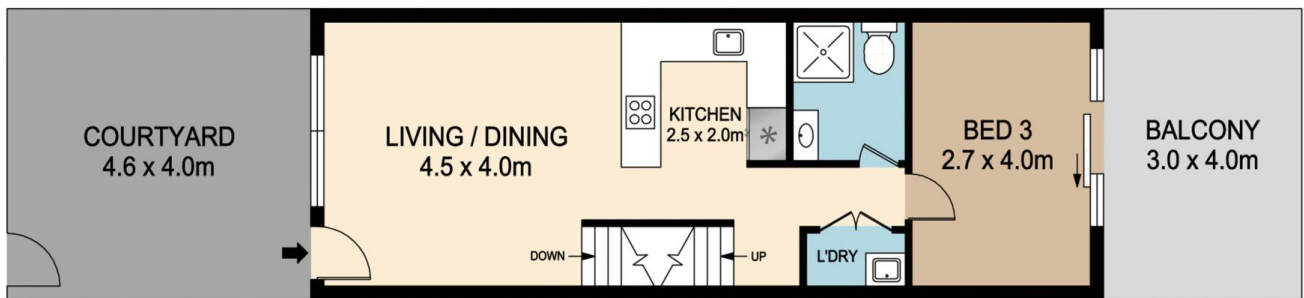 COURTYARD
4.6 x 4.0m
LIVING / DINING
4.5 x 4.0m
KITCHEN
2.5 x 2.0m
BED 3
2.7 x 4.0m
BALCONY
3.0 x 4.0m
DOWN
UP
L'DRY